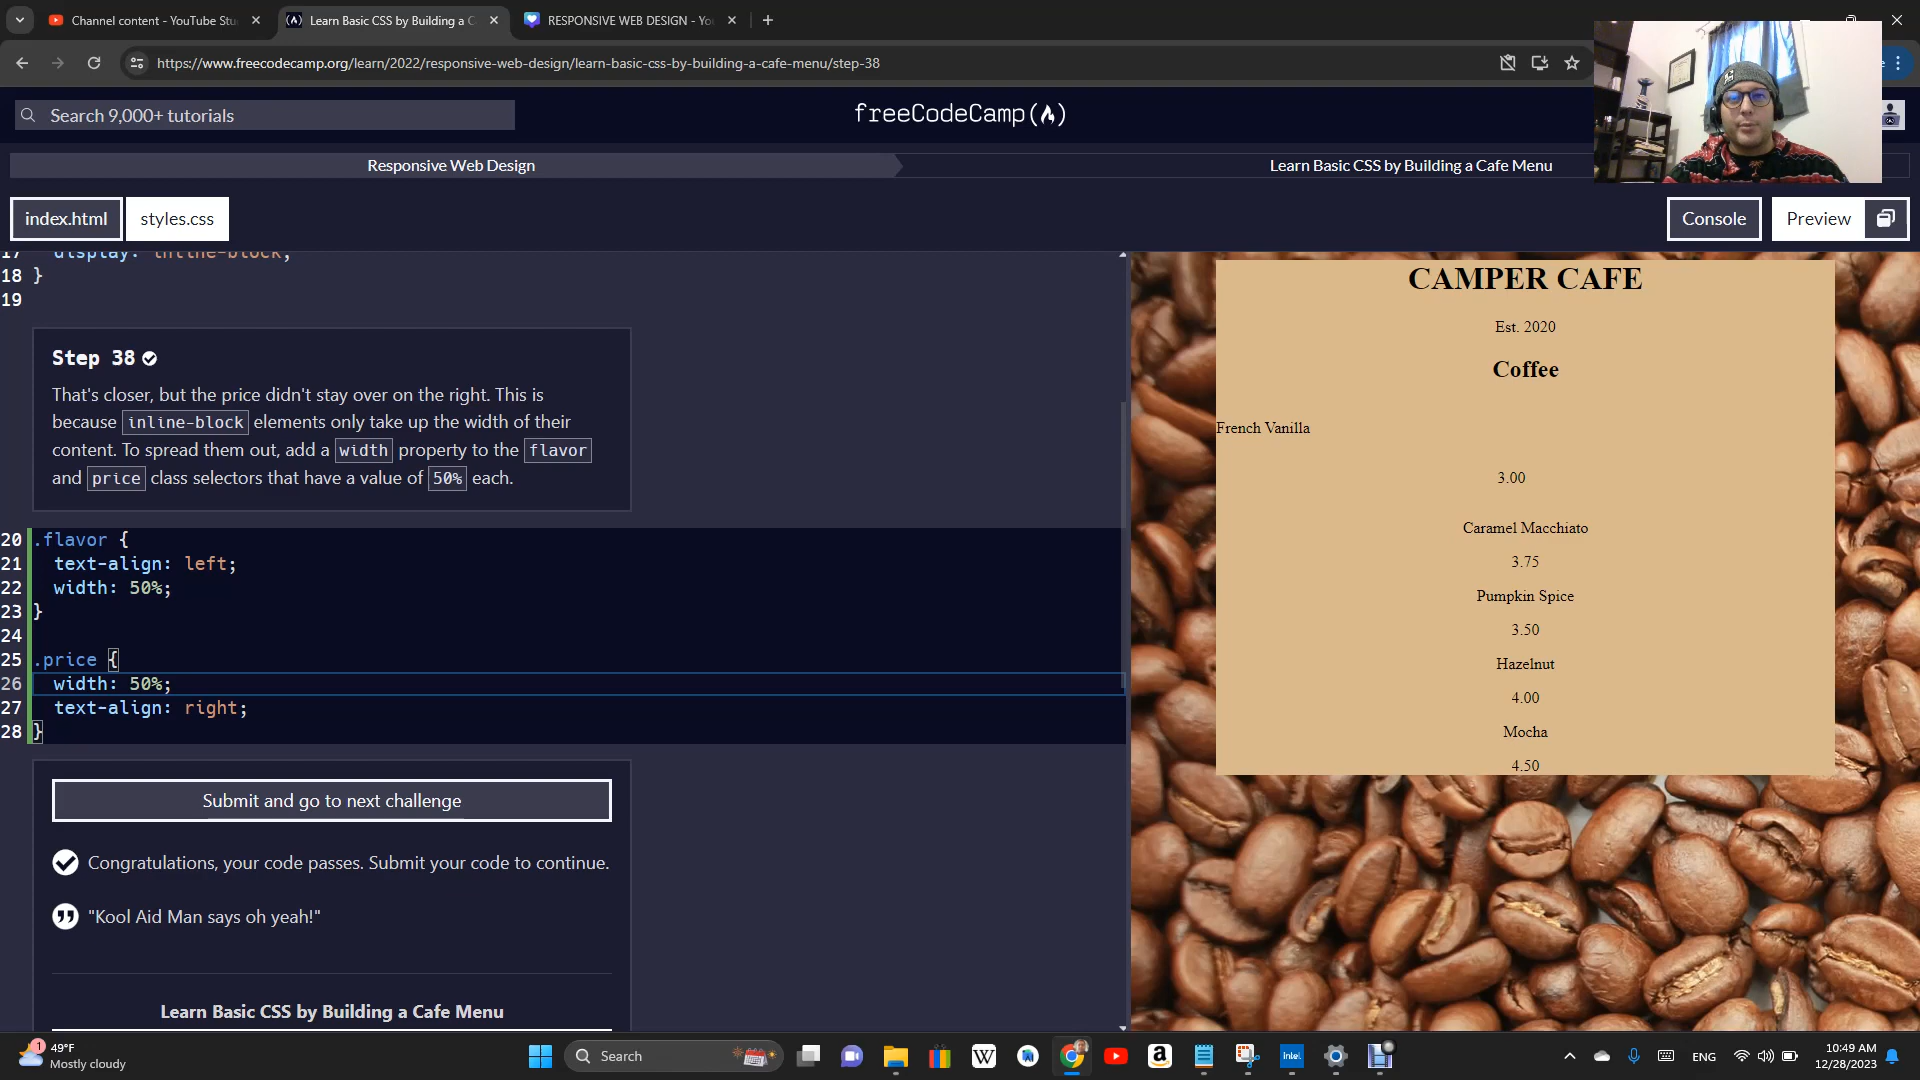 Channel content - YouTube Stu
Learn Basic CSS by Building a C
RESPONSIVE WEB DESIGN - Yo
https://www.freecodecamp.org/learn/2022/responsive-web-design/learn-basic-css-by-building-a-cafe-menu/step-38
Search 9,000+ tutorials
freeCodeCamp(🔥)
Responsive Web Design
Learn Basic CSS by Building a Cafe Menu
index.html
styles.css
Console
Preview
17 display: inline-block;
18 }
19
Step 38
That's closer, but the price didn't stay over on the right. This is
because inline-block elements only take up the width of their
content. To spread them out, add a width property to the flavor
and price class selectors that have a value of 50% each.
20 .flavor {
21 text-align: left;
22 width: 50%;
23 }
24
25 .price {
26 width: 50%;
27 text-align: right;
28 }
Submit and go to next challenge
Congratulations, your code passes. Submit your code to continue.
"Kool Aid Man says oh yeah!"
Learn Basic CSS by Building a Cafe Menu
CAMPER CAFE
Est. 2020
Coffee
French Vanilla
3.00
Caramel Macchiato
3.75
Pumpkin Spice
3.50
Hazelnut
4.00
Mocha
4.50
1
49°F
Mostly cloudy
Search
W
a
intel
ENG
10:49 AM
12/28/2023